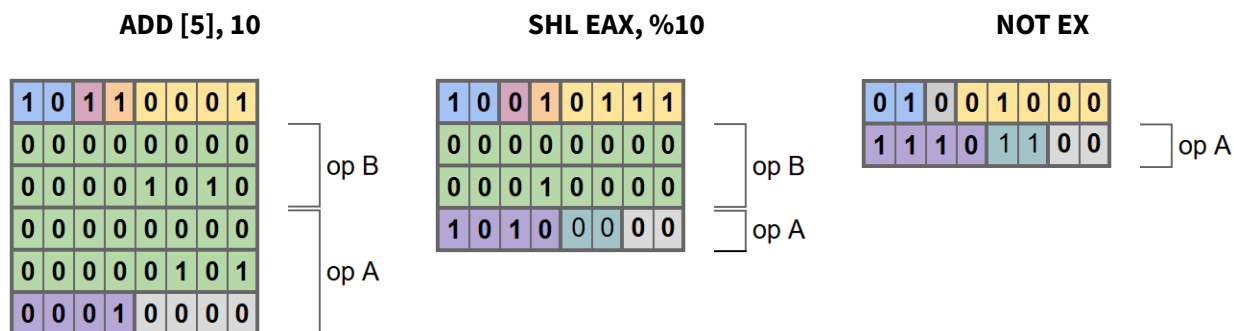 ADD [5], 10
1 0 1 1 0 0 0 1
0 0 0 0 0 0 0 0
0 0 0 0 1 0 1 0
op B
0 0 0 0 0 0 0 0
0 0 0 0 0 1 0 1
0 0 0 1 0 0 0 0
op A
SHL EAX, %10
1 0 0 1 0 1 1 1
0 0 0 0 0 0 0 0
0 0 0 1 0 0 0 0
op B
1 0 1 0 0 0 0 0
op A
NOT EX
0 1 0 0 1 0 0 0
1 1 1 0 1 1 0 0
op A